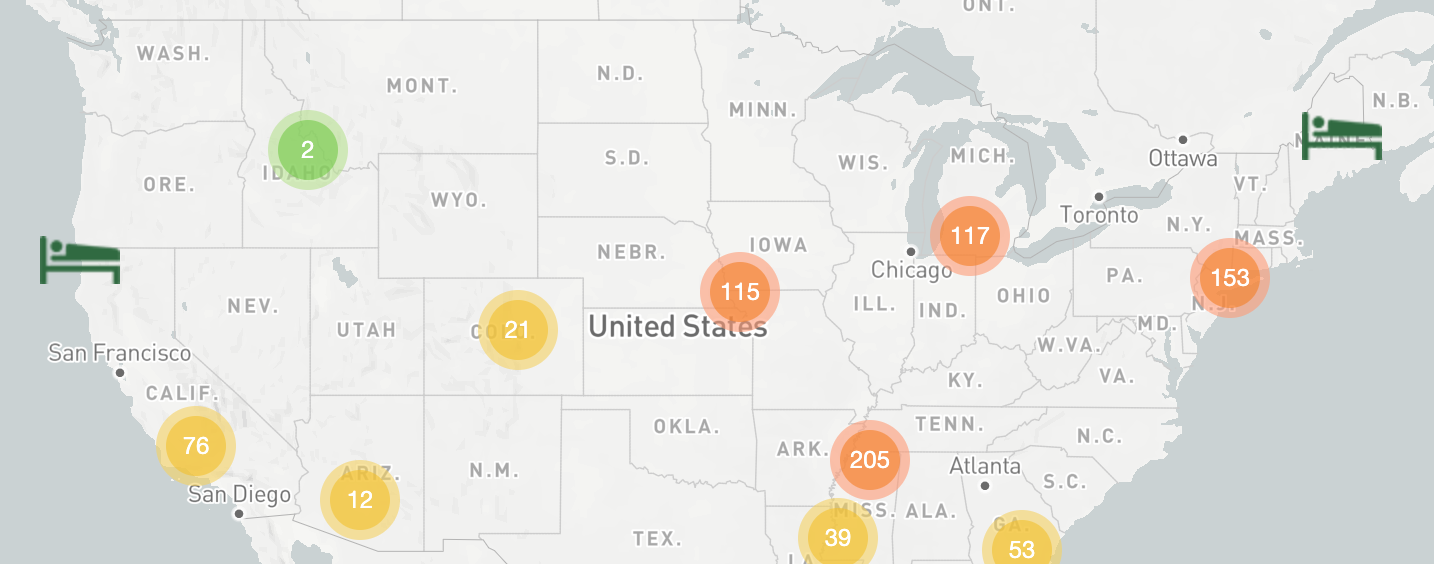 ONT.
WASH.
MONT.
N.D.
MINN.
N.B.
MAINE
2
IDAHO
ORE.
WYO.
S.D.
WIS.
MICH.
Ottawa
VT.
Toronto
N.Y.
MASS.
NEBR.
IOWA
117
Chicago
153
PA.
N.J.
115
ILL.
IND.
OHIO
NEV.
UTAH
21
United States
MD.
W.VA.
VA.
KY.
San Francisco
CALIF.
76
OKLA.
ARK.
TENN.
N.C.
205
Atlanta
S.C.
ARIZ.
12
N.M.
San Diego
MISS.
ALA.
GA.
TEX.
39
53
LA.